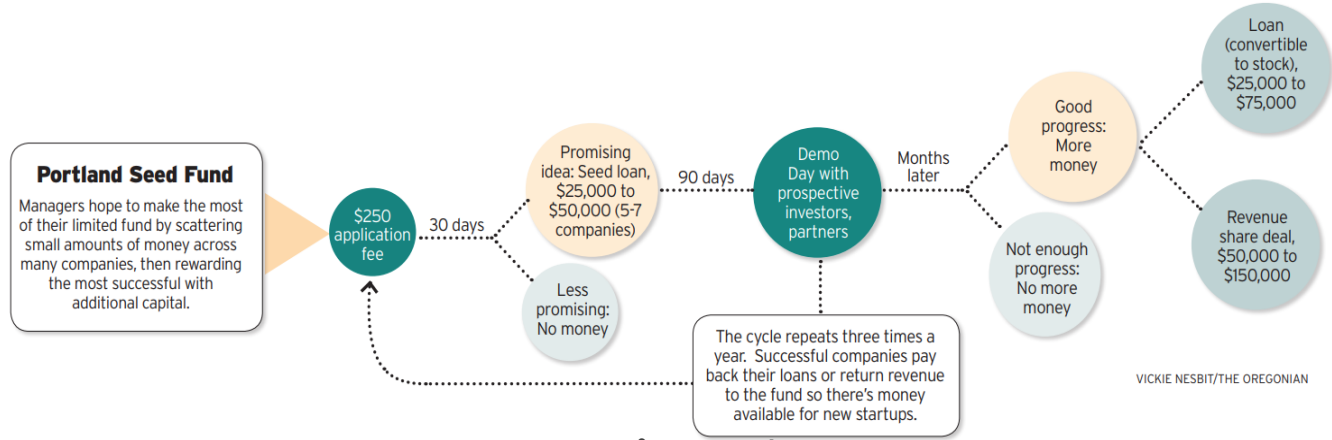 Portland Seed Fund
Managers hope to make the most
of their limited fund by scattering
small amounts of money across
many companies, then rewarding
the most successful with
additional capital.
$250
application
fee
30 days
Promising
idea: Seed loan,
$25,000 to
$50,000 (5-7
companies)
Less
promising:
No money
90 days
Demo
Day with
prospective
investors,
partners
The cycle repeats three times a
year.  Successful companies pay
back their loans or return revenue
to the fund so there's money
available for new startups.
Months
later
Good
progress:
More
money
Not enough
progress:
No more
money
Loan
(convertible
to stock),
$25,000 to
$75,000
Revenue
share deal,
$50,000 to
$150,000
VICKIE NESBIT/THE OREGONIAN